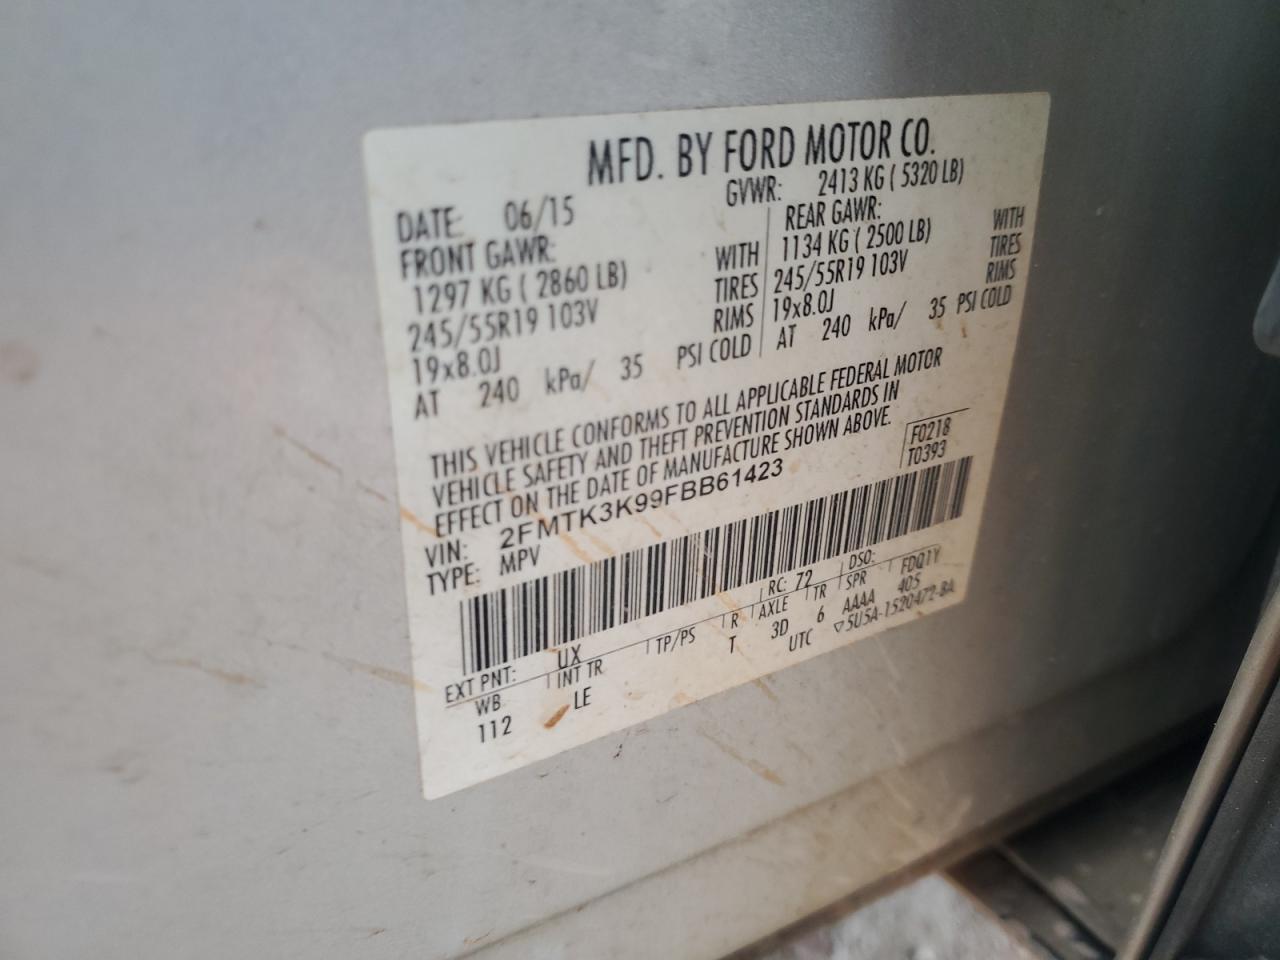 MFD. BY FORD MOTOR CO.
DATE: 06/15 GVWR: 2413 KG ( 5320 LB)
FRONT GAWR: REAR GAWR:
1297 KG ( 2860 LB) WITH 1134 KG ( 2500 LB) WITH
245/55R19 103V TIRES 245/55R19 103V TIRES
19x8.0J RIMS 19x8.0J RIMS
AT 240 kPa/ 35 PSI COLD AT 240 kPa/ 35 PSI COLD
THIS VEHICLE CONFORMS TO ALL APPLICABLE FEDERAL MOTOR
VEHICLE SAFETY AND THEFT PREVENTION STANDARDS IN
EFFECT ON THE DATE OF MANUFACTURE SHOWN ABOVE.
F0218
T0393
VIN: 2FMTK3K99FBB61423
TYPE: MPV
EXT PNT: UX RC: 72 DSO:
WB INT TR TP/PS R AXLE TR SPR FDQ1Y
112 LE T 3D 6 AAAA 405
UTC ▽5U5A-1520472-BA